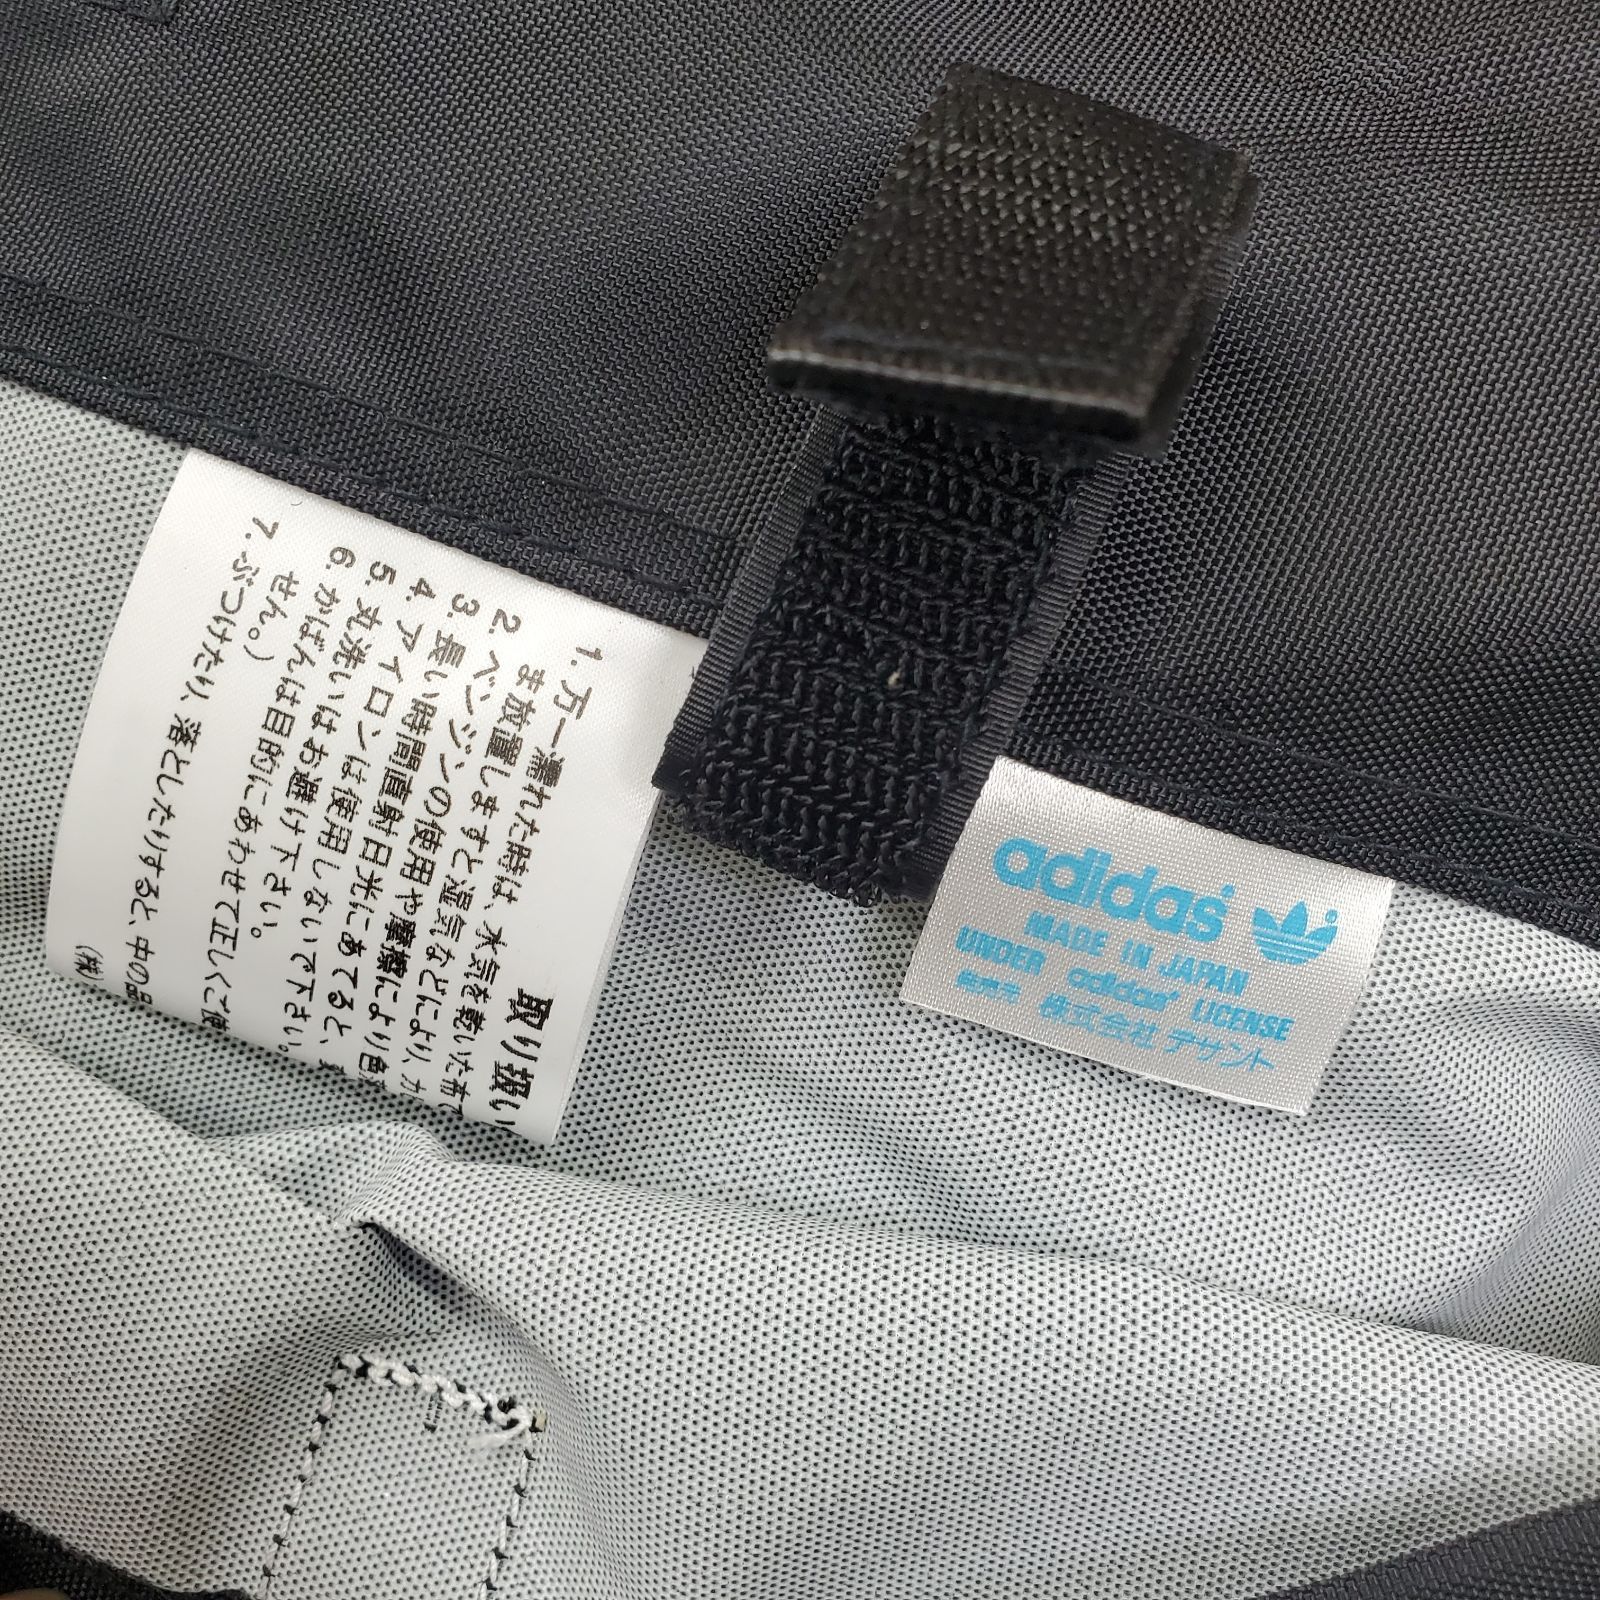 取り扱い
1. 万一濡れた時は、水気を乾いた布で
ま放置しますと湿気などにより、カ
2. ベンジンの使用や摩擦により色
3. 長い時間直射日光にあてると、
4. アイロンは使用しないで下さい。
5. 丸洗いはお避け下さい。
6. かばんは目的にあわせて正しくご使
せん。)
7. ぶつけたり、落としたりすると、中の品
(株)
adidas
MADE IN JAPAN
UNDER adidas LICENSE
発売元 株式会社 デサント